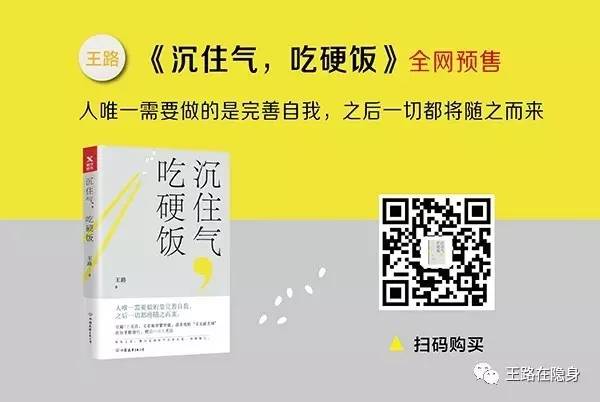 王路
《沉住气，吃硬饭》全网预售
人唯一需要做的是完善自我，之后一切都将随之而来
沉住气，吃硬饭
王路
沉住气，
吃硬饭
王路
人唯一需要做的是完善自我，
之后一切都将随之而来。
扫码购买
王路在隐身